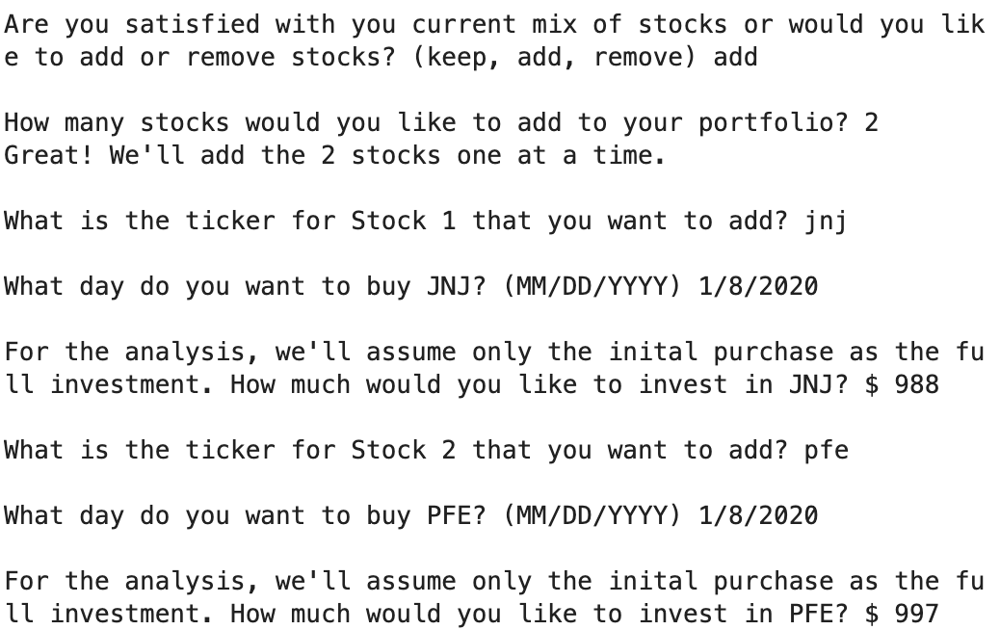 Are you satisfied with you current mix of stocks or would you lik
e to add or remove stocks? (keep, add, remove) add
How many stocks would you like to add to your portfolio? 2
Great! We'll add the 2 stocks one at a time.
What is the ticker for Stock 1 that you want to add? jnj
What day do you want to buy JNJ? (MM/DD/YYYY) 1/8/2020
For the analysis, we'll assume only the inital purchase as the fu
ll investment. How much would you like to invest in JNJ? $ 988
What is the ticker for Stock 2 that you want to add? pfe
What day do you want to buy PFE? (MM/DD/YYYY) 1/8/2020
For the analysis, we'll assume only the inital purchase as the fu
ll investment. How much would you like to invest in PFE? $ 997